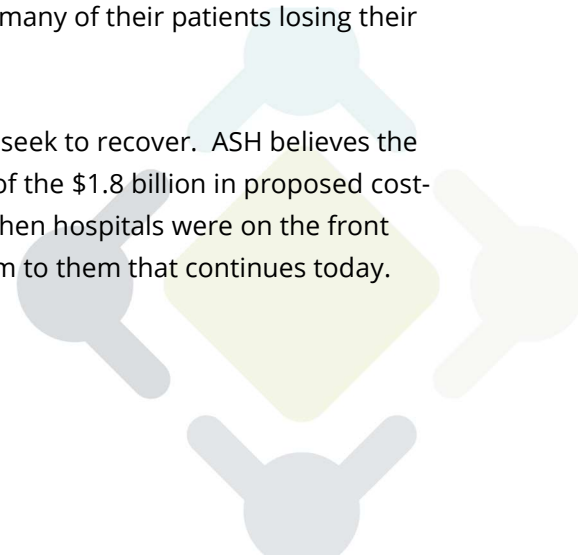 many of their patients losing their
seek to recover.  ASH believes the
of the $1.8 billion in proposed cost-
hen hospitals were on the front
m to them that continues today.